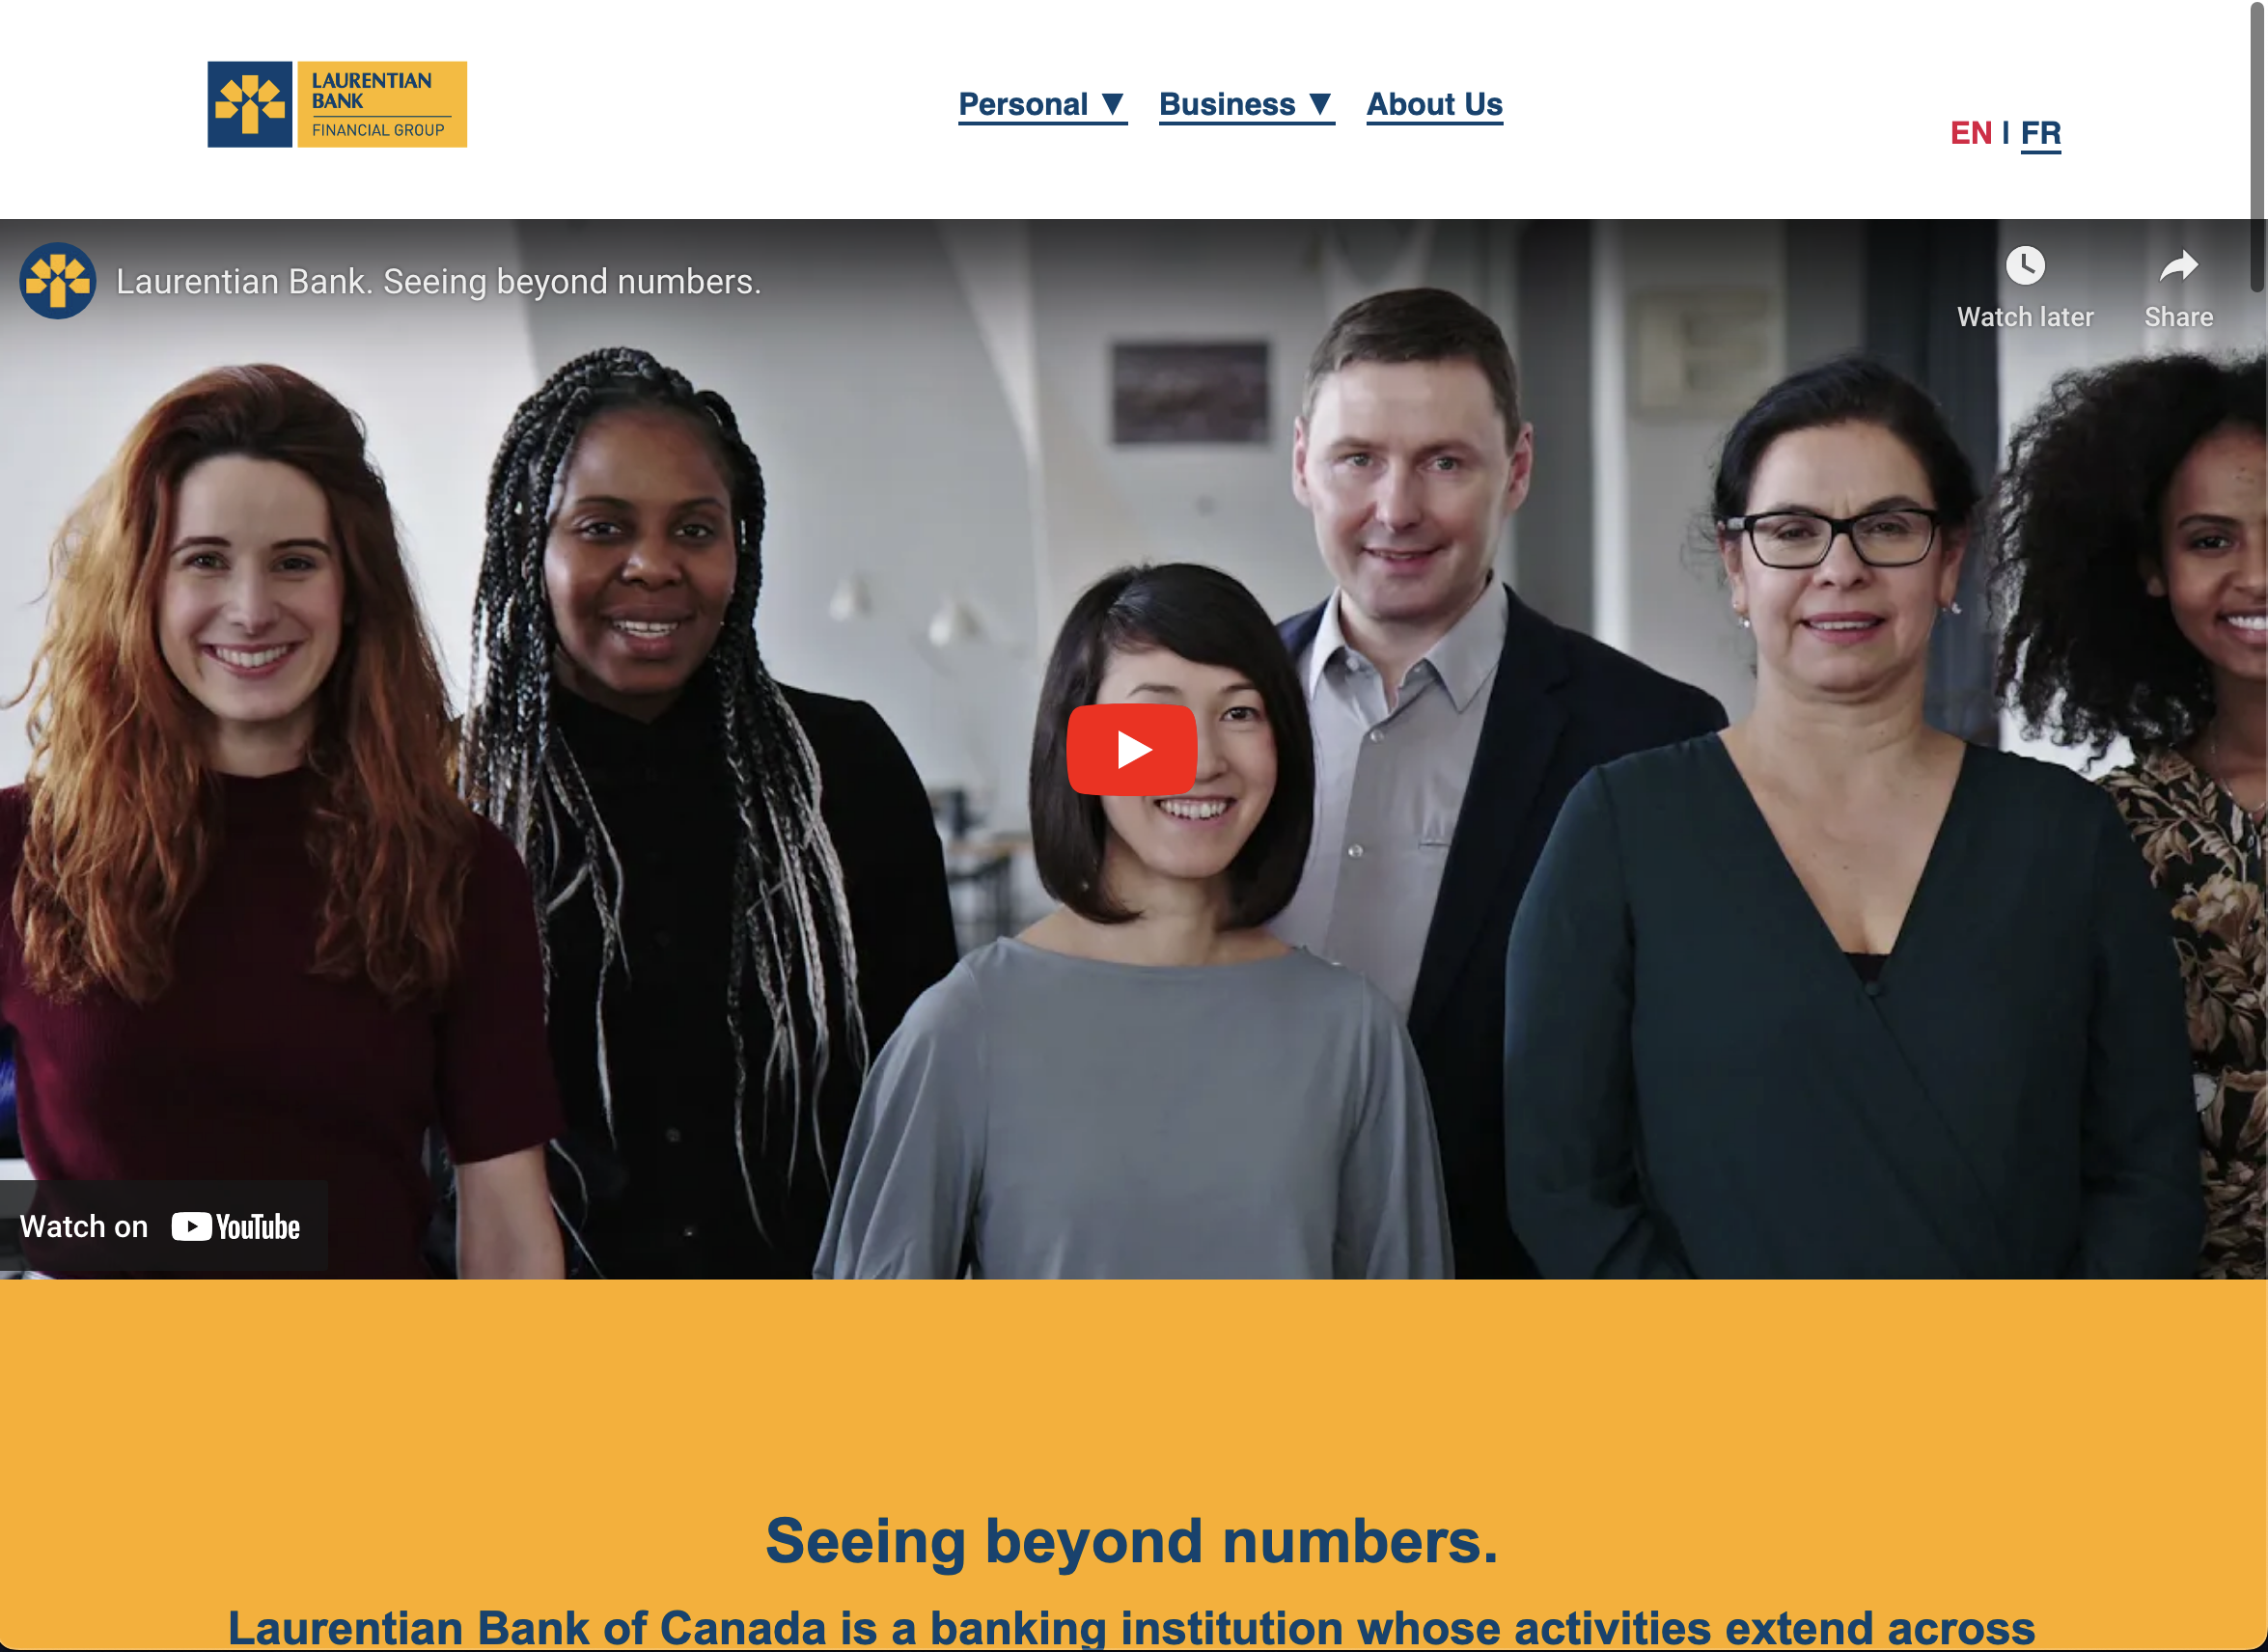 LAURENTIAN
BANK
FINANCIAL GROUP
Personal ▼ Business ▼ About Us
EN | FR
Laurentian Bank. Seeing beyond numbers.
Watch later
Share
Watch on YouTube
Seeing beyond numbers.
Laurentian Bank of Canada is a banking institution whose activities extend across